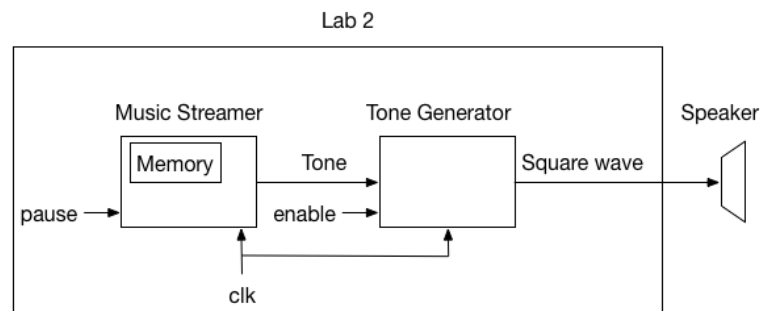 Lab 2
Music Streamer
Tone Generator
Speaker
Memory
Tone
Square wave
pause
enable
clk